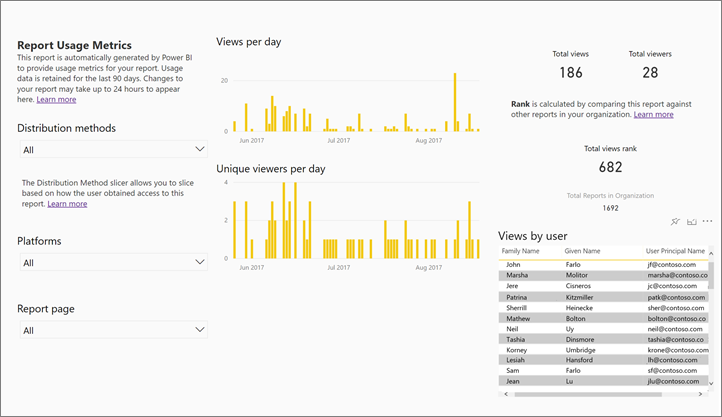 Report Usage Metrics
This report is automatically generated by Power BI
to provide usage metrics for your report. Usage
data is retained for the last 90 days. Changes to
your report may take up to 24 hours to appear
here. Learn more
Distribution methods
All
The Distribution Method slicer allows you to slice
based on how the user obtained access to this
report. Learn more
Platforms
All
Report page
All
Views per day
20
0
Jun 2017 Jul 2017 Aug 2017
Unique viewers per day
4
2
0
Jun 2017 Jul 2017 Aug 2017
Total views Total viewers
186 28
Rank is calculated by comparing this report against
other reports in your organization. Learn more
Total views rank
682
Total Reports in Organization
1692
Views by user
Family Name Given Name User Principal Name
John Farlo jf@contoso.com
Marsha Molitor marsha@contoso.com
Jere Cisneros jc@contoso.com
Patrina Kitzmiller patk@contoso.com
Sherrill Heinecke sher@contoso.com
Mathew Bolton bolton@contoso.co
Neil Uy neil@contoso.com
Tashia Dinsmore tashia@contoso.co
Korney Umbridge krone@contoso.com
Lesiah Hansford lh@contoso.com
Sam Farlo sf@contoso.com
Jean Lu jlu@contoso.com